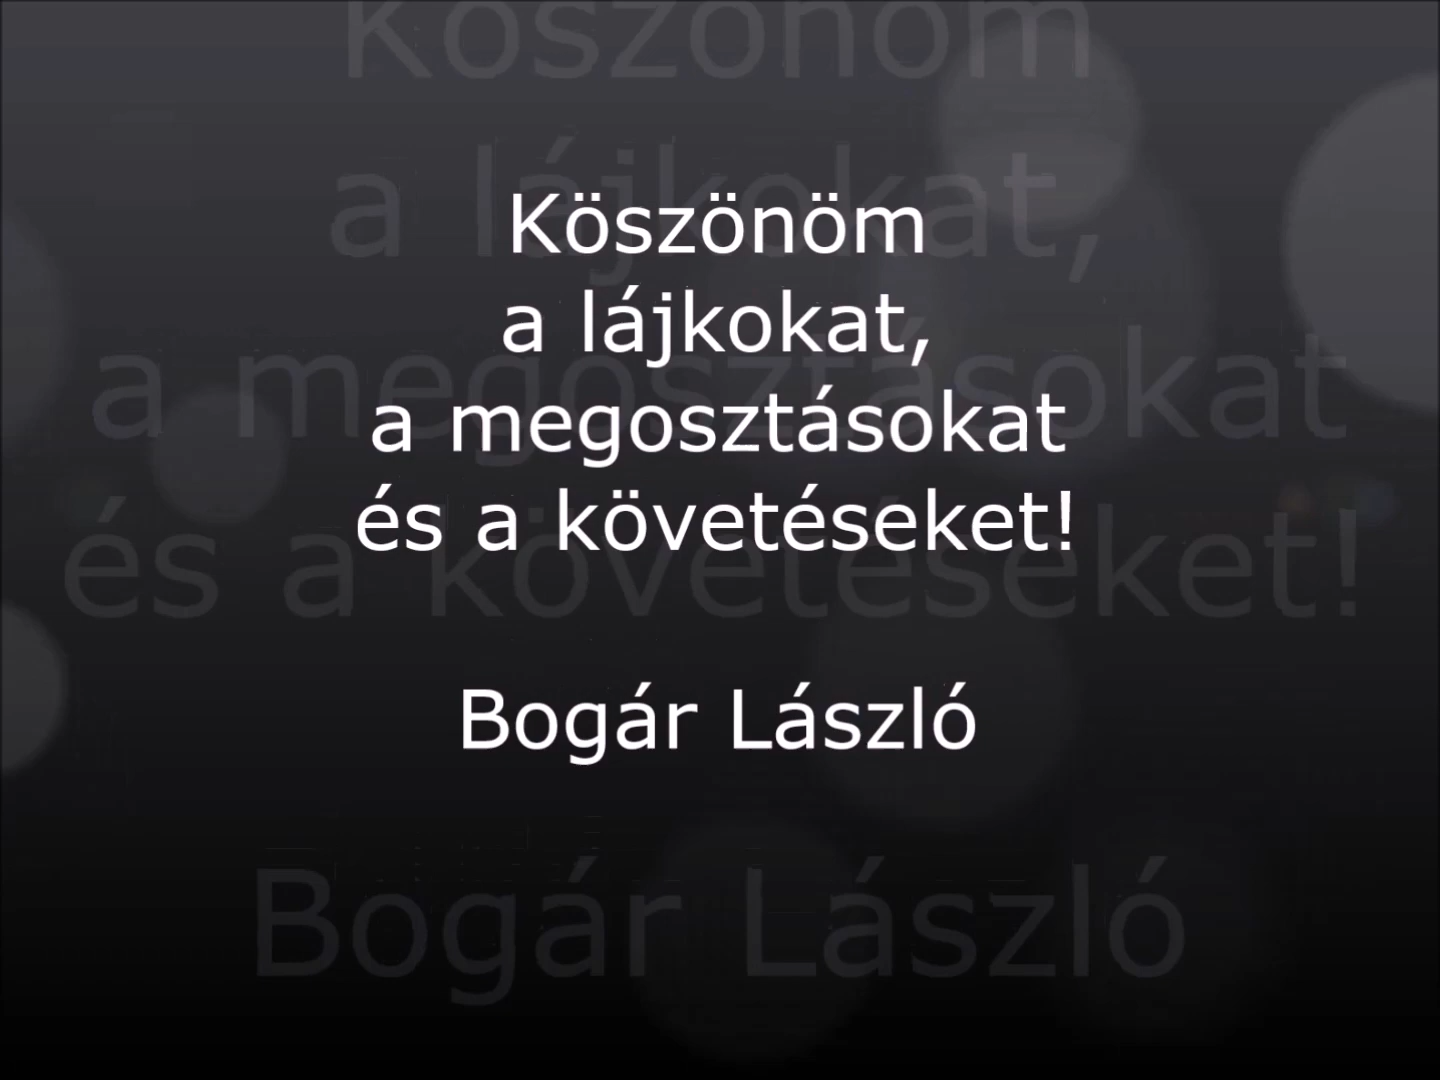 Köszönöm
a lájkokat,
a megosztásokat
és a követéseket!
Bogár László